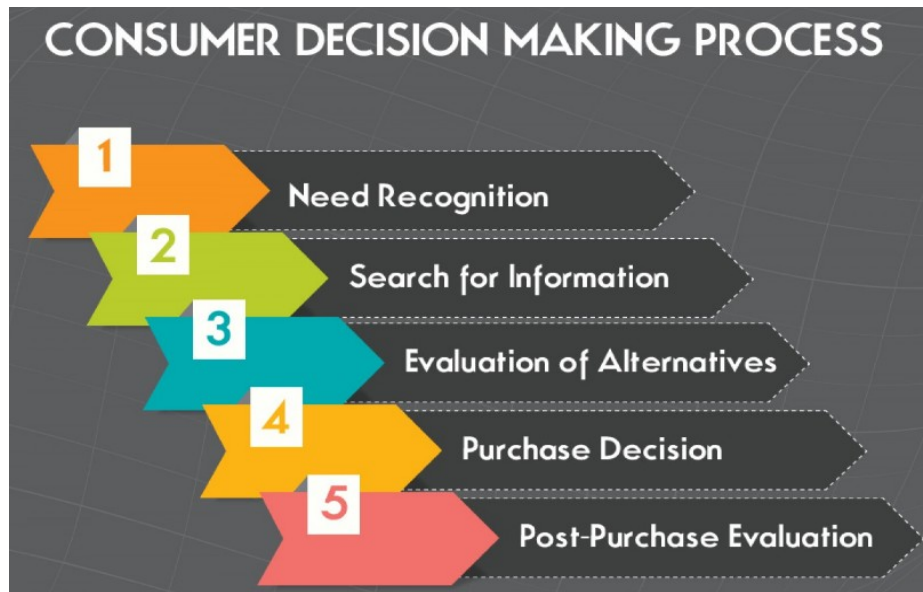 CONSUMER DECISION MAKING PROCESS
1
Need Recognition
2
Search for Information
3
Evaluation of Alternatives
4
Purchase Decision
5
Post-Purchase Evaluation